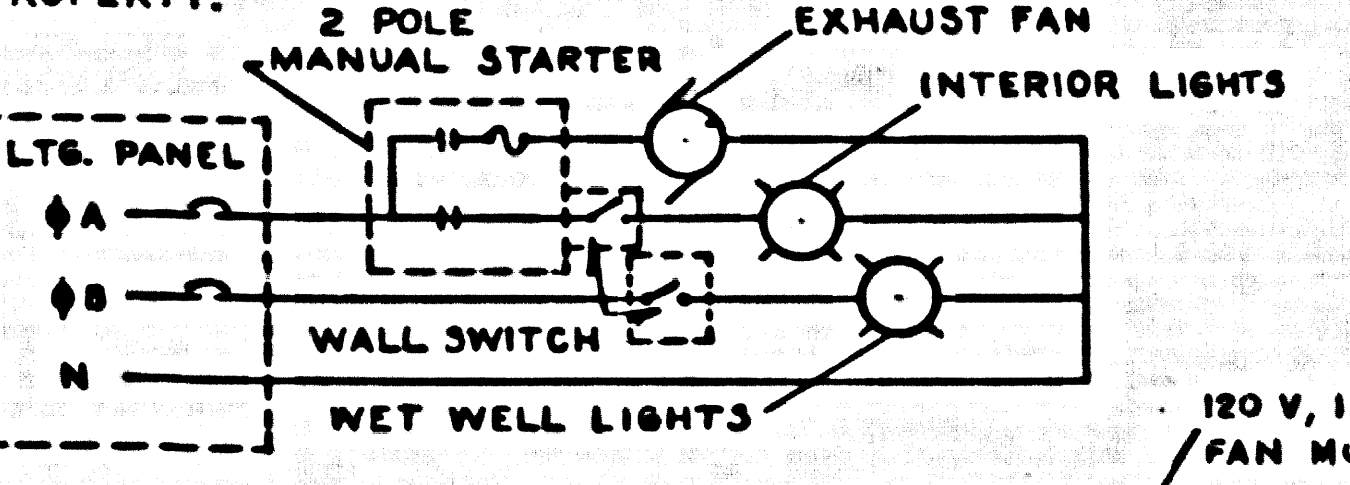 2 POLE
MANUAL STARTER
EXHAUST FAN
INTERIOR LIGHTS
LTG. PANEL
ϕA
ϕB
WALL SWITCH
N
WET WELL LIGHTS
120 V, 1
FAN